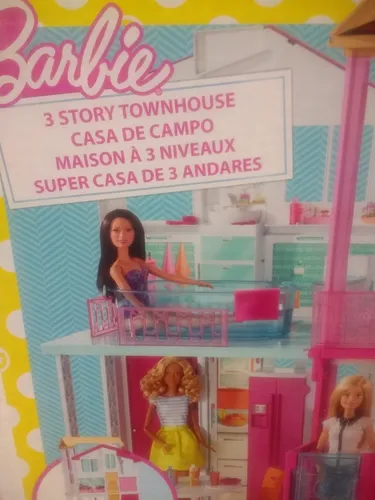 Barbie
3 STORY TOWNHOUSE
CASA DE CAMPO
MAISON À 3 NIVEAUX
SUPER CASA DE 3 ANDARES